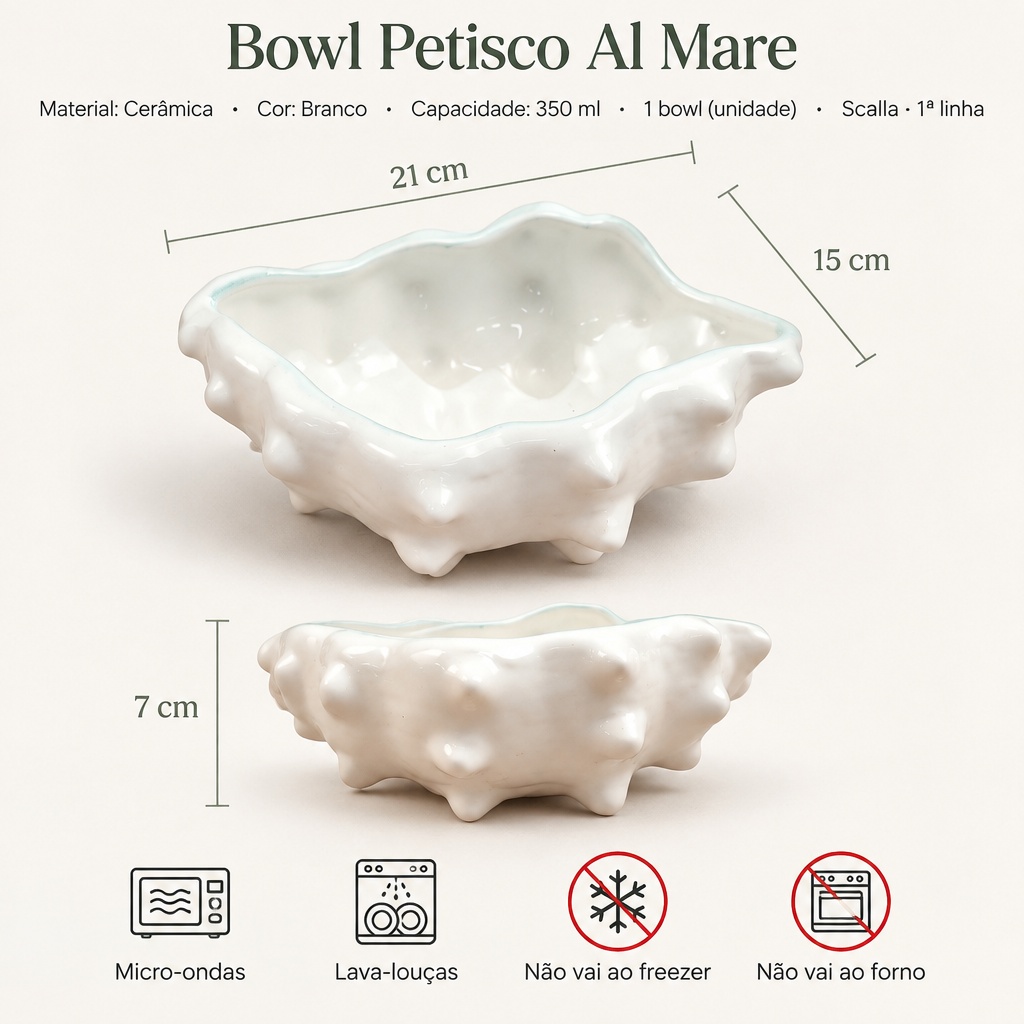 Bowl Petisco Al Mare
Material: Cerâmica • Cor: Branco • Capacidade: 350 ml • 1 bowl (unidade) • Scalla · 1ª linha
21 cm
15 cm
7 cm
Micro-ondas
Lava-louças
Não vai ao freezer
Não vai ao forno